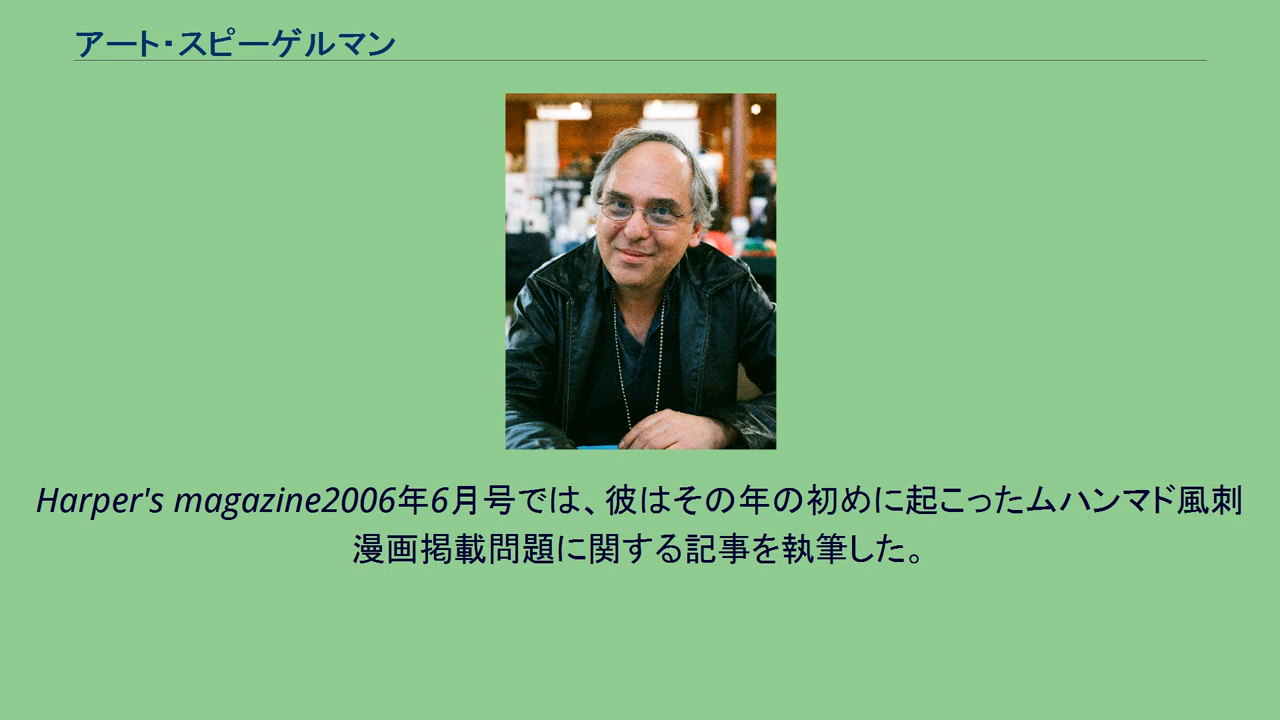 アート・スピーゲルマン
Harper's magazine2006年6月号では、彼はその年の初めに起こったムハンマド風刺
漫画掲載問題に関する記事を執筆した。